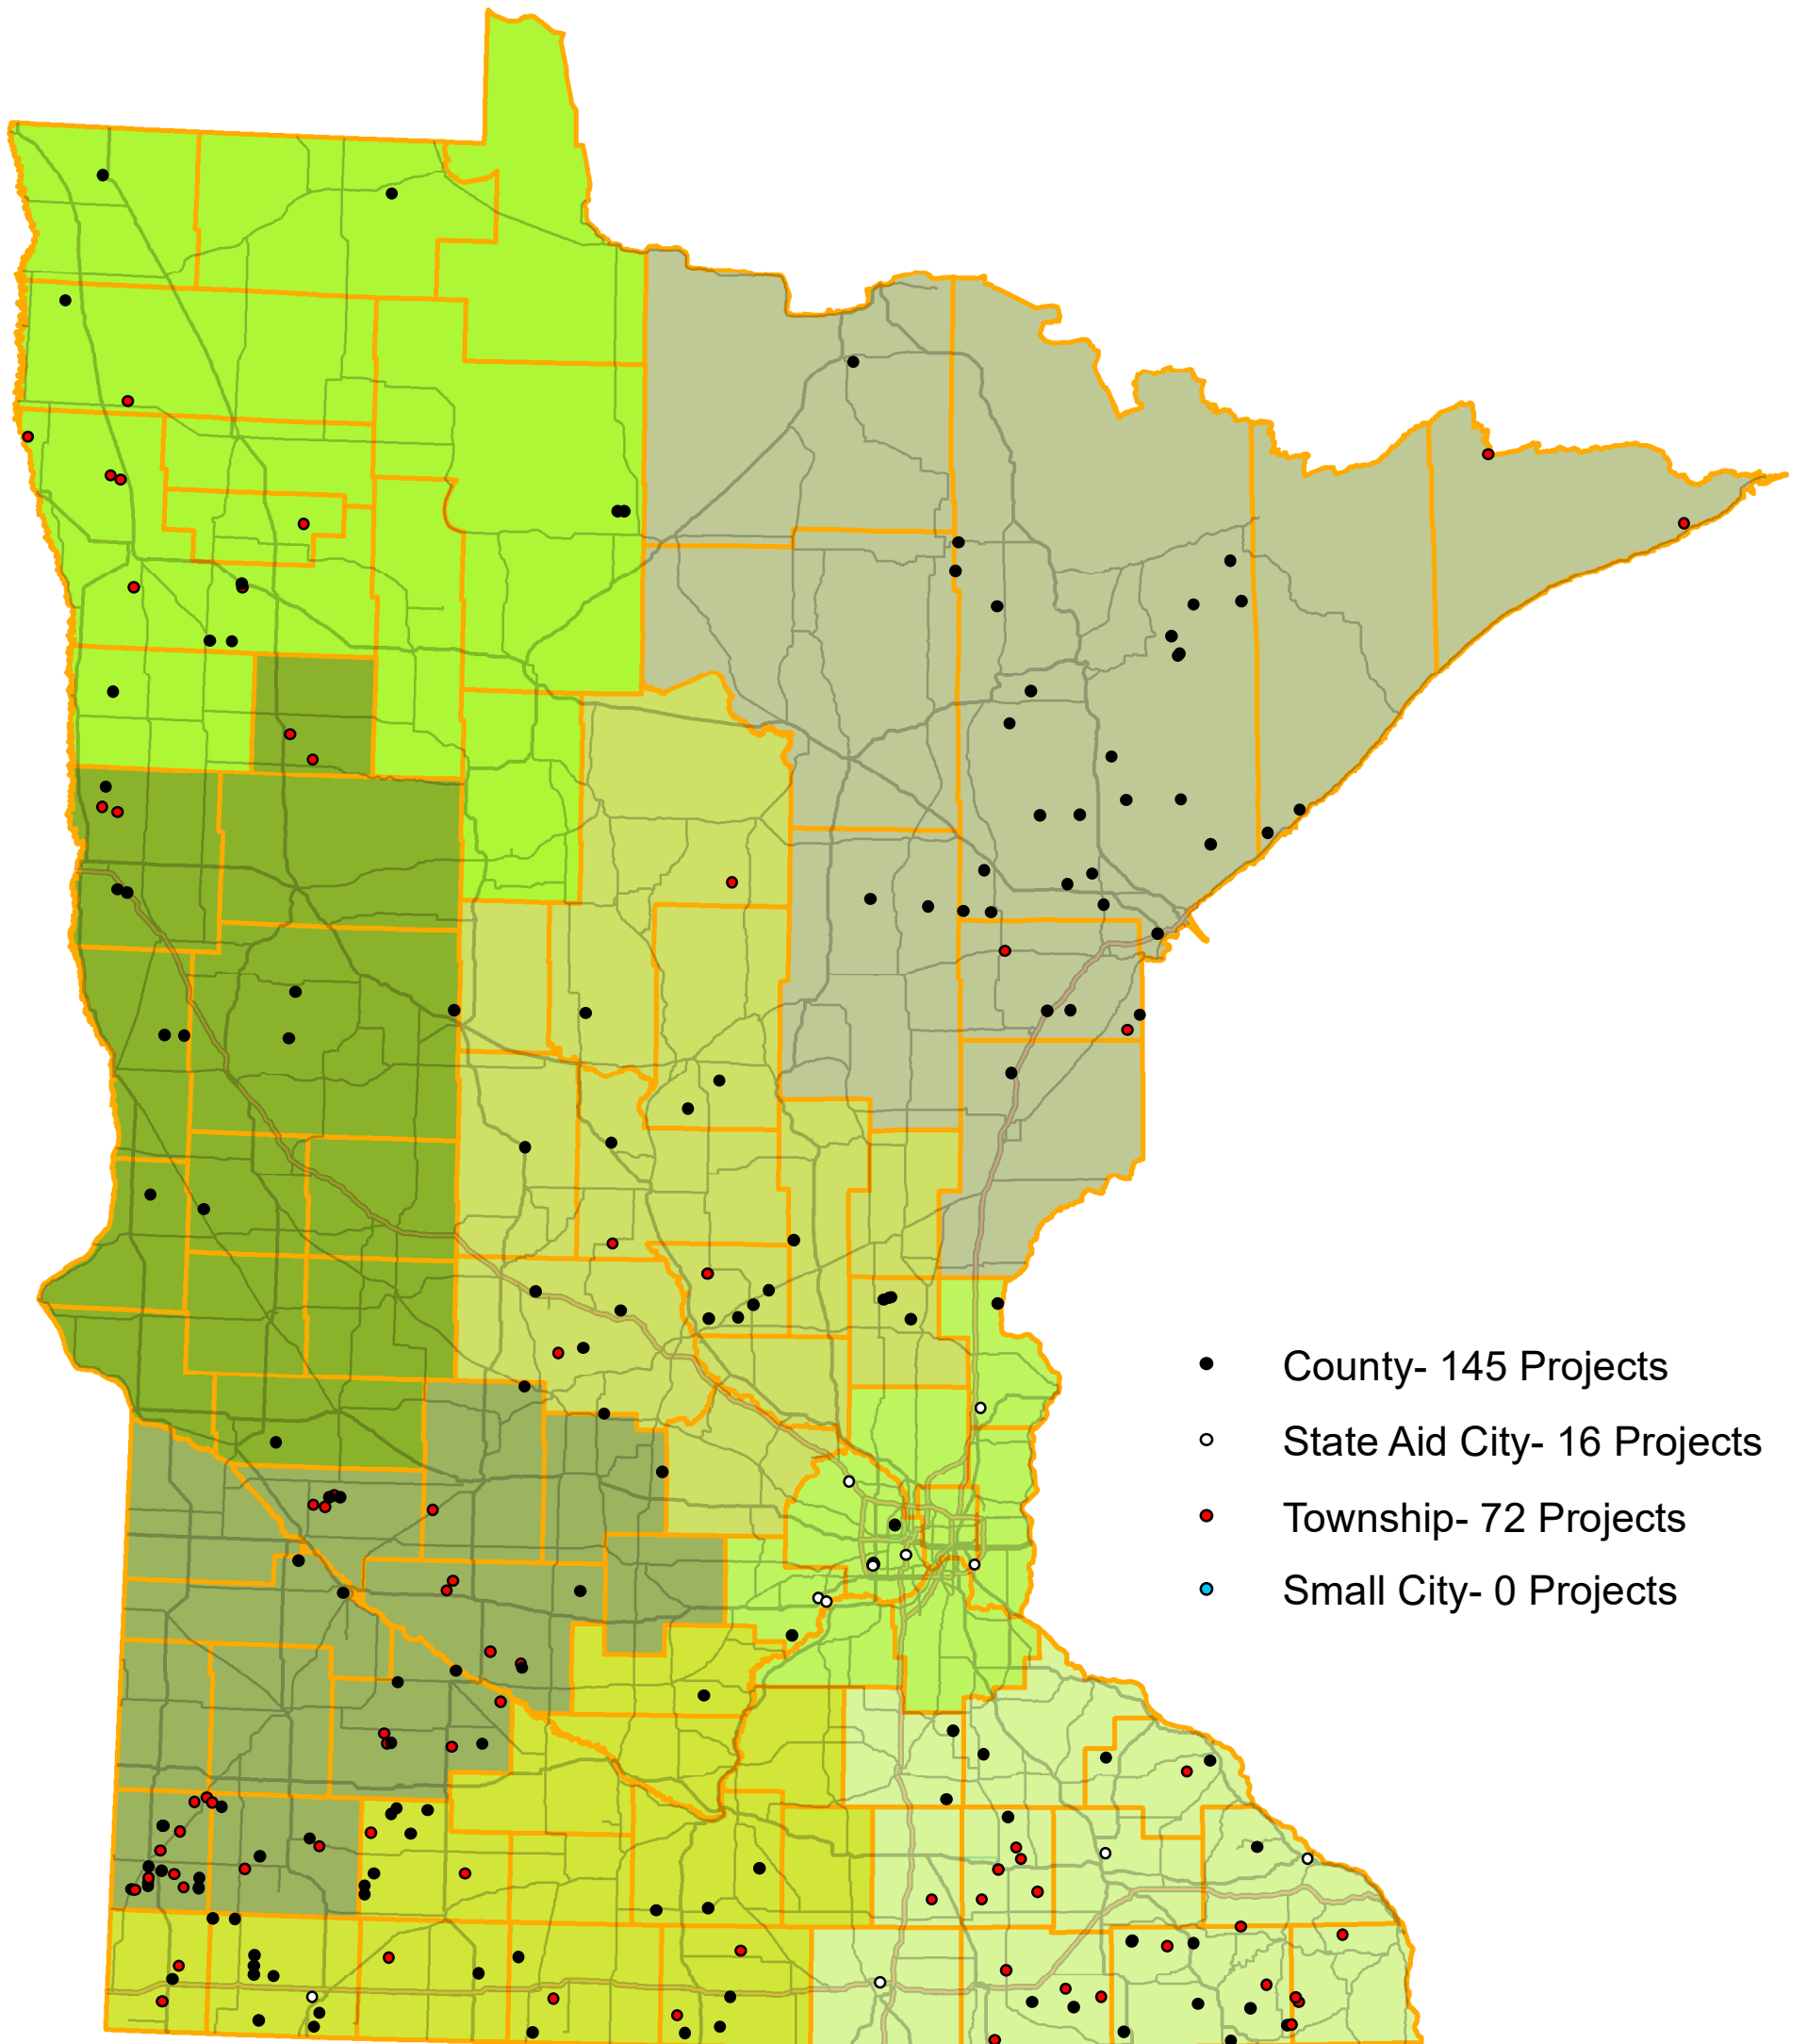 County- 145 Projects
State Aid City- 16 Projects
Township- 72 Projects
Small City- 0 Projects